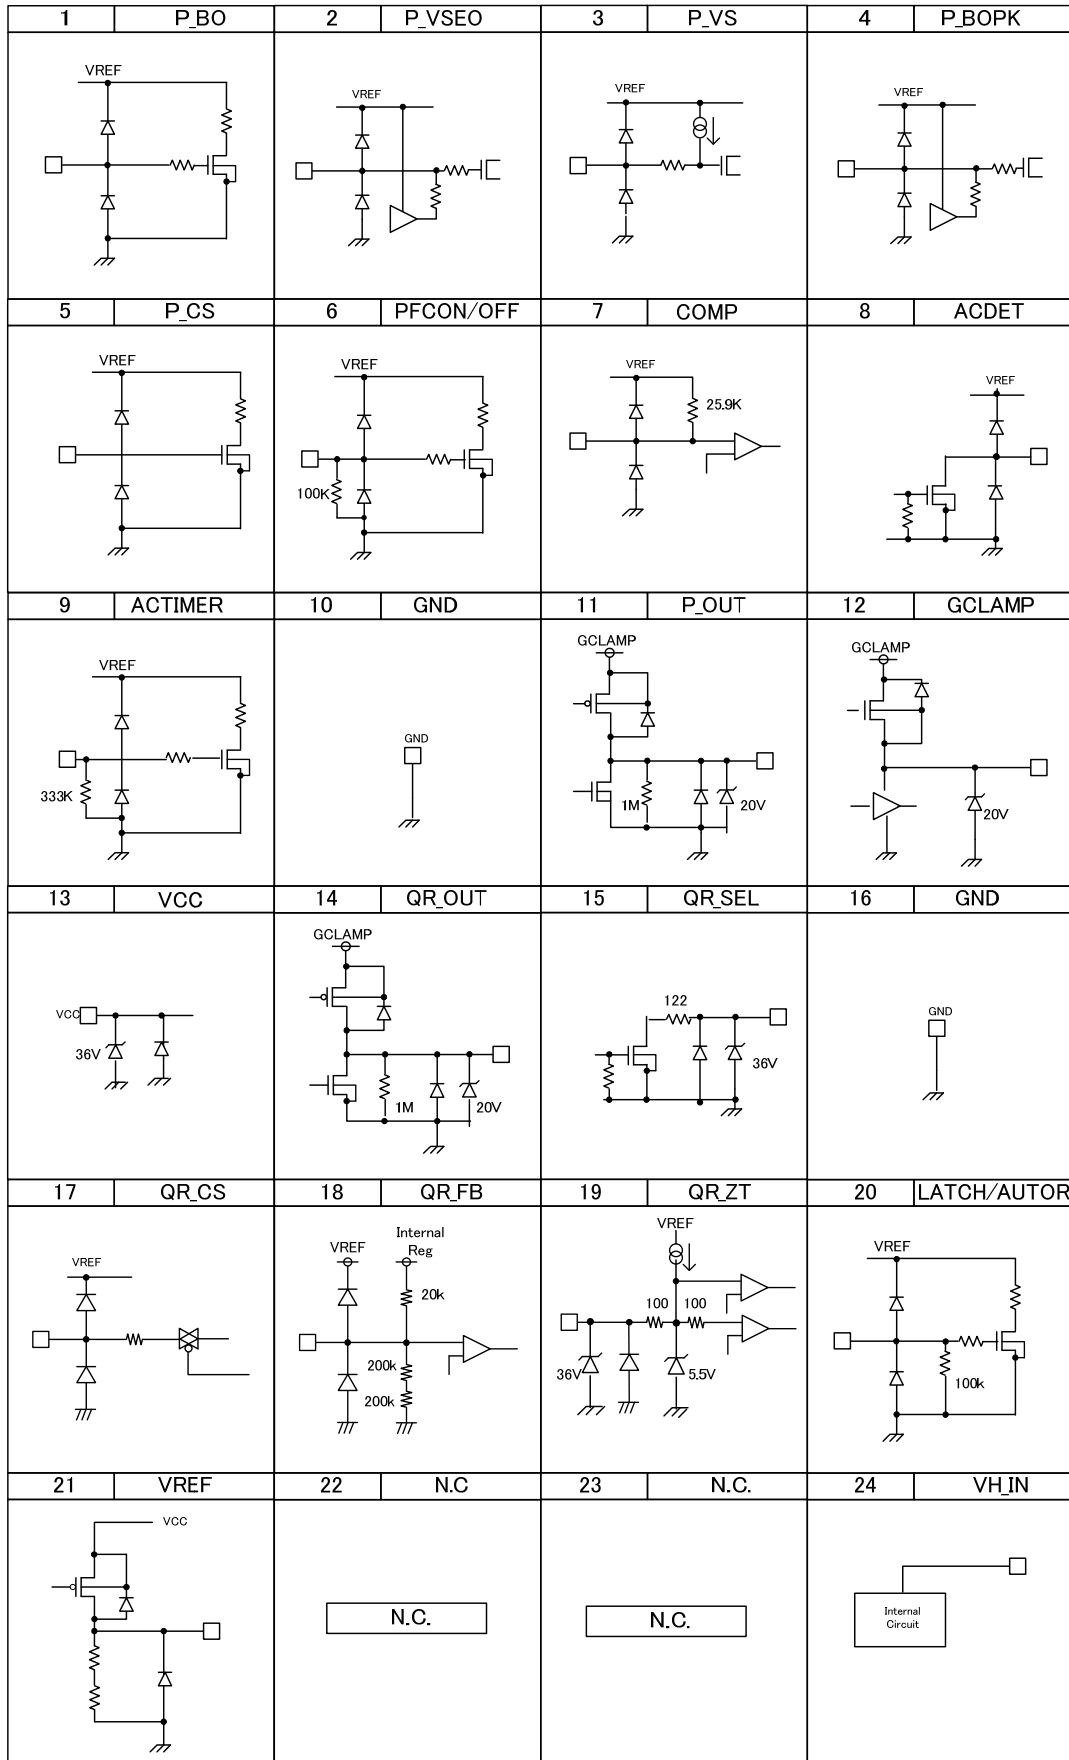 1 P_BO 2 P_VSEO 3 P_VS 4 P_BOPK
VREF
VREF
VREF
VREF
5 P_CS 6 PFCON/OFF 7 COMP 8 ACDET
VREF
VREF
100K
VREF
25.9K
VREF
9 ACTIMER 10 GND 11 P_OUT 12 GCLAMP
VREF
333K
GND
GCLAMP
1M 20V
GCLAMP
20V
13 VCC 14 QR_OUT 15 QR_SEL 16 GND
VCC
36V
GCLAMP
1M 20V
122
36V
GND
17 QR_CS 18 QR_FB 19 QR_ZT 20 LATCH/AUTOR
VREF
VREF
Internal
Reg
20k
200k
200k
VREF
100 100
36V 5.5V
VREF
100k
21 VREF 22 N.C 23 N.C. 24 VH_IN
VCC
N.C.
N.C.
Internal
Circuit